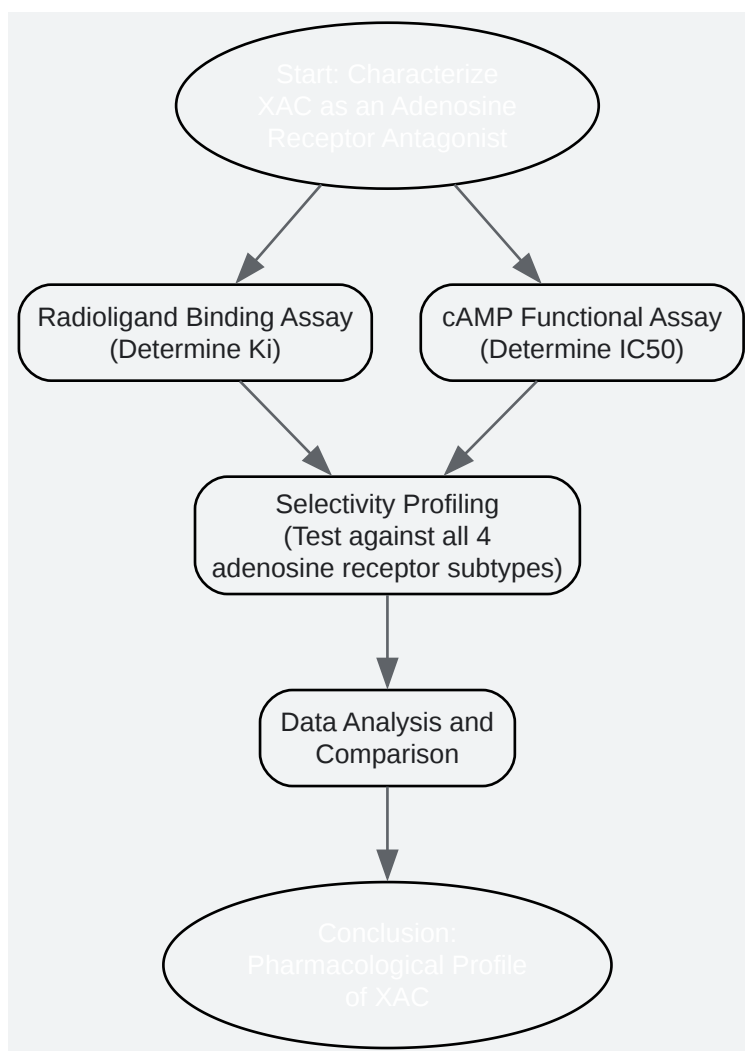 Start: Characterize
XAC as an Adenosine
Receptor Antagonist
Radioligand Binding Assay
(Determine Ki)
cAMP Functional Assay
(Determine IC50)
Selectivity Profiling
(Test against all 4
adenosine receptor subtypes)
Data Analysis and
Comparison
Conclusion:
Pharmacological Profile
of XAC